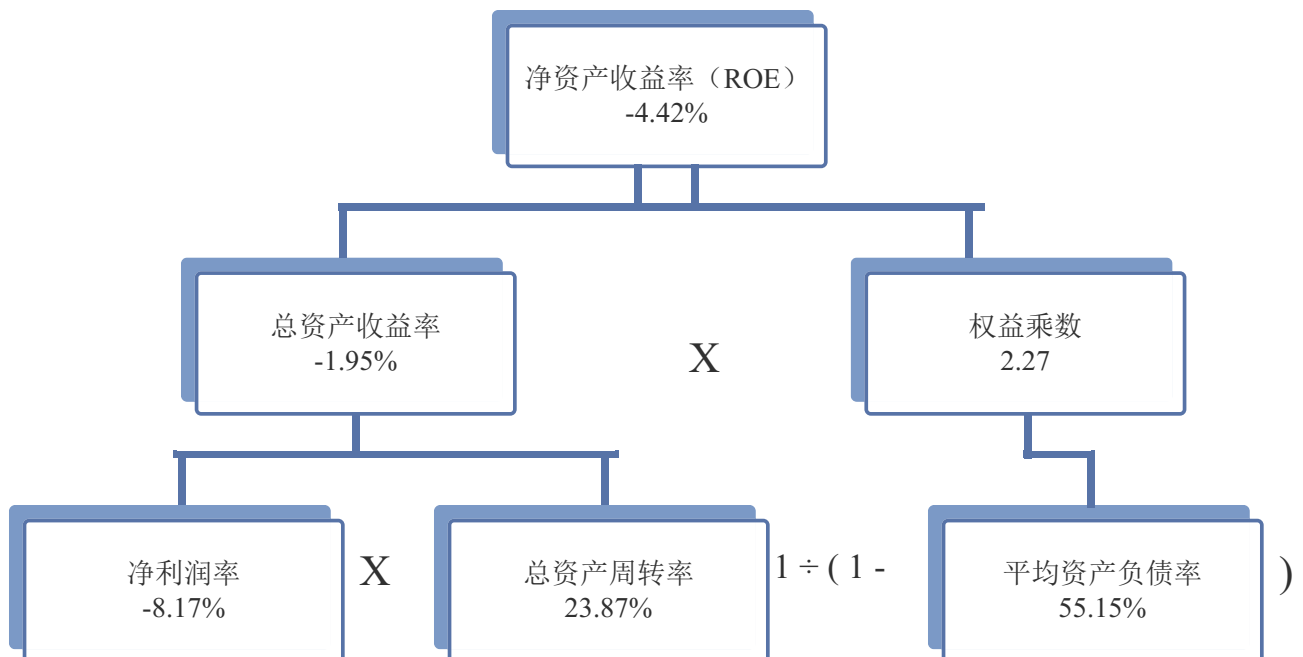 净资产收益率（ROE）
-4.42%
总资产收益率
-1.95%
X
权益乘数
2.27
净利润率
-8.17%
X
总资产周转率
23.87%
1 ÷ ( 1 -
平均资产负债率
55.15%
)